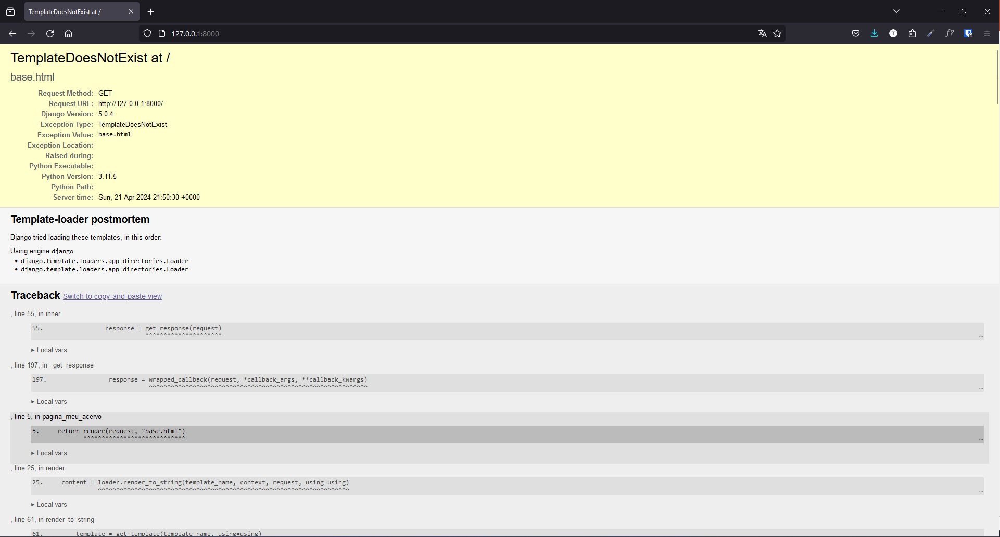 TemplateDoesNotExist at /
127.0.0.1:8000
T
f?
TemplateDoesNotExist at /
base.html
Request Method: GET
Request URL: http://127.0.0.1:8000/
Django Version: 5.0.4
Exception Type: TemplateDoesNotExist
Exception Value: base.html
Exception Location:
Raised during:
Python Executable:
Python Version: 3.11.5
Python Path:
Server time: Sun, 21 Apr 2024 21:50:30 +0000
Template-loader postmortem
Django tried loading these templates, in this order:
Using engine django:
• django.template.loaders.app_directories.Loader
• django.template.loaders.app_directories.Loader
Traceback Switch to copy-and-paste view
, line 55, in inner
55. response = get_response(request)
^^^^^^^^^^^^^^^^^^^^^
…
▶ Local vars
, line 197, in _get_response
197. response = wrapped_callback(request, *callback_args, **callback_kwargs)
^^^^^^^^^^^^^^^^^^^^^^^^^^^^^^^^^^^^^^^^^^^^^^^^^^^^^^^^^^^^
…
▶ Local vars
, line 5, in pagina_meu_acervo
5. return render(request, "base.html")
^^^^^^^^^^^^^^^^^^^^^^^^^^^^
…
▶ Local vars
, line 25, in render
25. content = loader.render_to_string(template_name, context, request, using=using)
^^^^^^^^^^^^^^^^^^^^^^^^^^^^^^^^^^^^^^^^^^^^^^^^^^^^^^^^^^^^^^^^^^^^^
…
▶ Local vars
, line 61, in render_to_string
61. template = get_template(template_name, using=using)